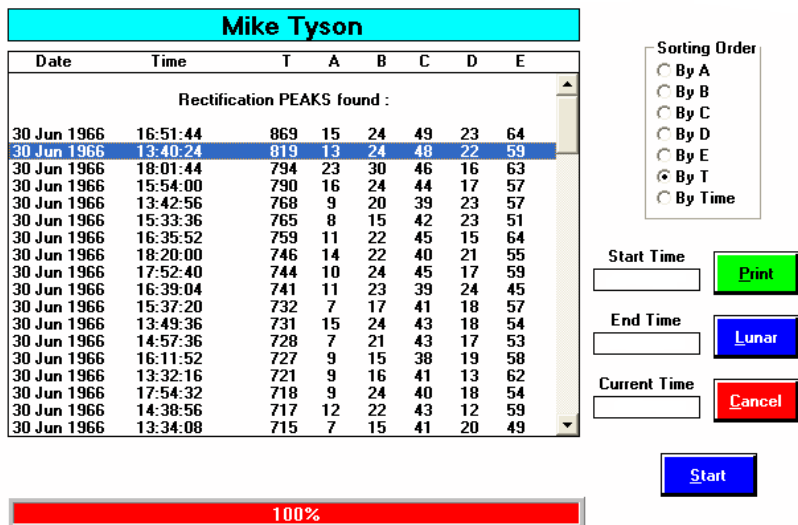 Mike Tyson
Date Time T A B C D E
Rectification PEAKS found :
30 Jun 1966 16:51:44 869 15 24 49 23 64
30 Jun 1966 13:40:24 819 13 24 48 22 59
30 Jun 1966 18:01:44 794 23 30 46 16 63
30 Jun 1966 15:54:00 790 16 24 44 17 57
30 Jun 1966 13:42:56 768 9 20 39 23 57
30 Jun 1966 15:33:36 765 8 15 42 23 51
30 Jun 1966 16:35:52 759 11 22 45 15 64
30 Jun 1966 18:20:00 746 14 22 40 21 55
30 Jun 1966 17:52:40 744 10 24 45 17 59
30 Jun 1966 16:39:04 741 11 23 39 24 45
30 Jun 1966 15:37:20 732 7 17 41 18 57
30 Jun 1966 13:49:36 731 15 24 43 18 54
30 Jun 1966 14:57:36 728 7 21 43 17 53
30 Jun 1966 16:11:52 727 9 15 38 19 58
30 Jun 1966 13:32:16 721 9 16 41 13 62
30 Jun 1966 17:54:32 718 9 24 40 18 54
30 Jun 1966 14:38:56 717 12 22 43 12 59
30 Jun 1966 13:34:08 715 7 15 41 20 49
Sorting Order
By A
By B
By C
By D
By E
By T
By Time
Start Time
Print
End Time
Lunar
Current Time
Cancel
Start
100%